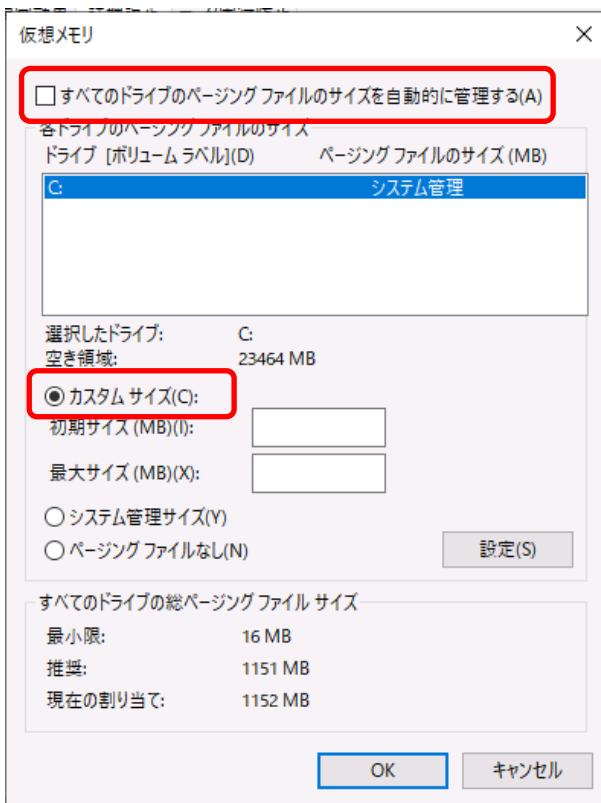 仮想メモリ
すべてのドライブのページング ファイルのサイズを自動的に管理する(A)
各ドライブのページング ファイルのサイズ
ドライブ [ボリューム ラベル](D) ページング ファイルのサイズ (MB)
C: システム管理
選択したドライブ: C:
空き領域: 23464 MB
カスタム サイズ(C):
初期サイズ (MB)(I):
最大サイズ (MB)(X):
システム管理サイズ(Y)
ページング ファイルなし(N) 設定(S)
すべてのドライブの総ページング ファイル サイズ
最小限: 16 MB
推奨: 1151 MB
現在の割り当て: 1152 MB
OK キャンセル